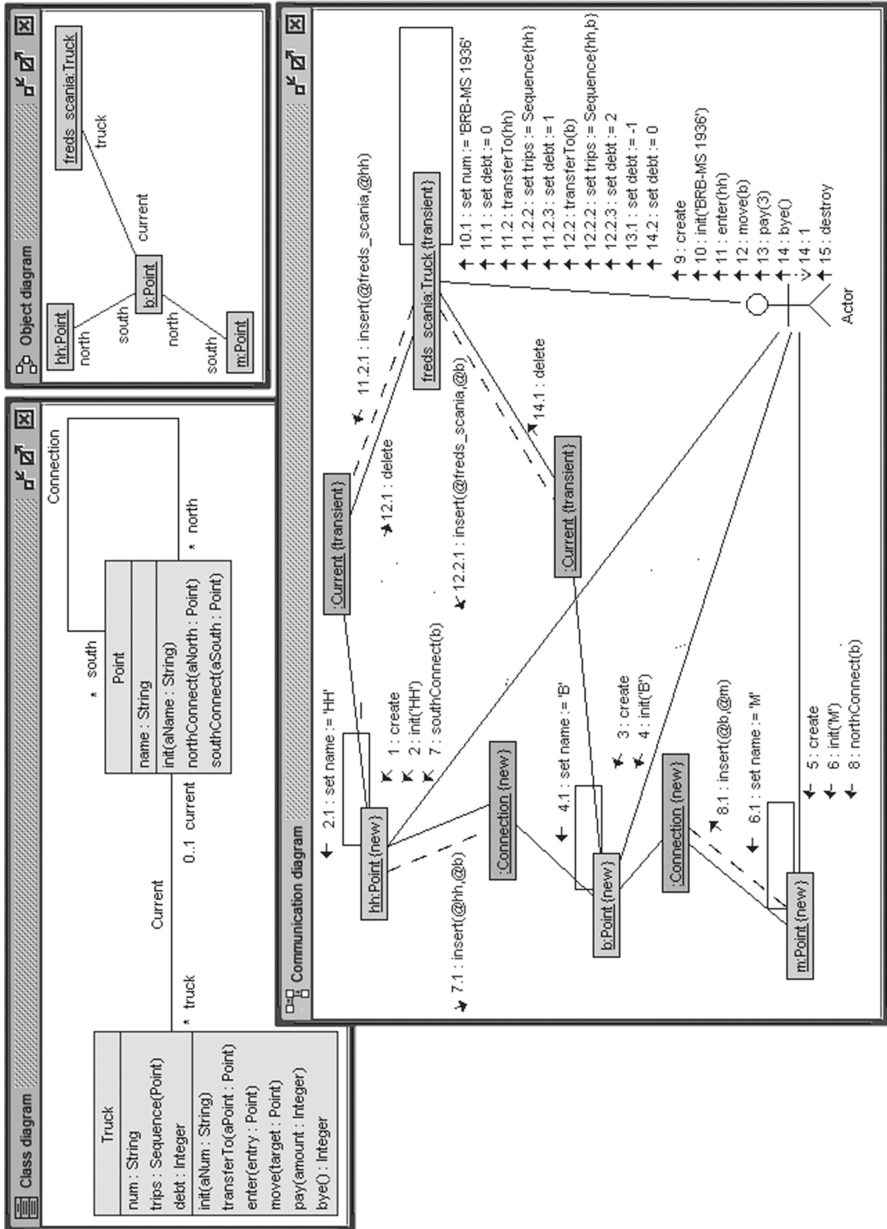 Class diagram
Truck
num : String
trips : Sequence(Point)
debt : Integer
init(aNum : String)
transferTo(aPoint : Point)
enter(entry : Point)
move(target : Point)
pay(amount : Integer)
bye() : Integer
* truck
Current
0..1 current
Point
name : String
init(aName : String)
northConnect(aNorth : Point)
southConnect(aSouth : Point)
* south
* north
Connection
Object diagram
hh:Point
north
south
b:Point
north
south
m:Point
current
truck
freds_scania:Truck
Communication diagram
2.1 : set name := 'HH'
hh:Point {new}
1 : create
2 : init('HH')
7 : southConnect(b)
7.1 : insert(@hh,@b)
:Connection {new}
4.1 : set name := 'B'
b:Point {new}
3 : create
4 : init('B')
:Connection {new}
8.1 : insert(@b,@m)
6.1 : set name := 'M'
m:Point {new}
5 : create
6 : init('M')
8 : northConnect(b)
:Current {transient}
11.2.1 : insert(@freds_scania,@hh)
12.1 : delete
12.2.1 : insert(@freds_scania,@b)
:Current {transient}
14.1 : delete
freds_scania:Truck {transient}
10.1 : set num := 'BRB-MS 1936'
11.1 : set debt := 0
11.2 : transferTo(hh)
11.2.2 : set trips := Sequence{hh}
11.2.3 : set debt := 1
12.2 : transferTo(b)
12.2.2 : set trips := Sequence{hh,b}
12.2.3 : set debt := 2
13.1 : set debt := -1
14.2 : set debt := 0
9 : create
10 : init('BRB-MS 1936')
11 : enter(hh)
12 : move(b)
13 : pay(3)
14 : bye()
14 : 1
15 : destroy
Actor